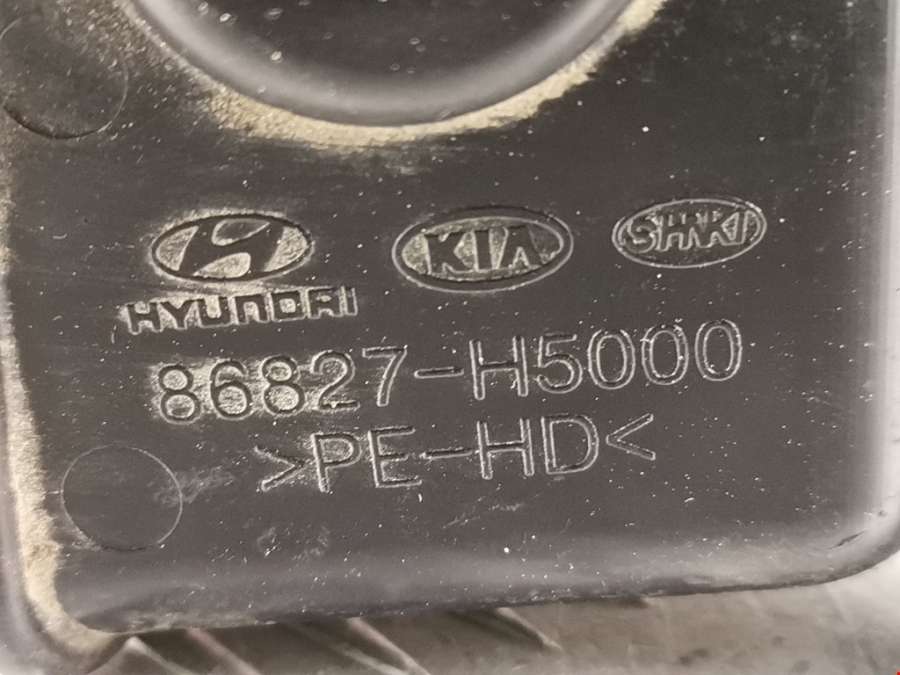 KIA
HYUNDAI
86827-H5000
>PE-HD<